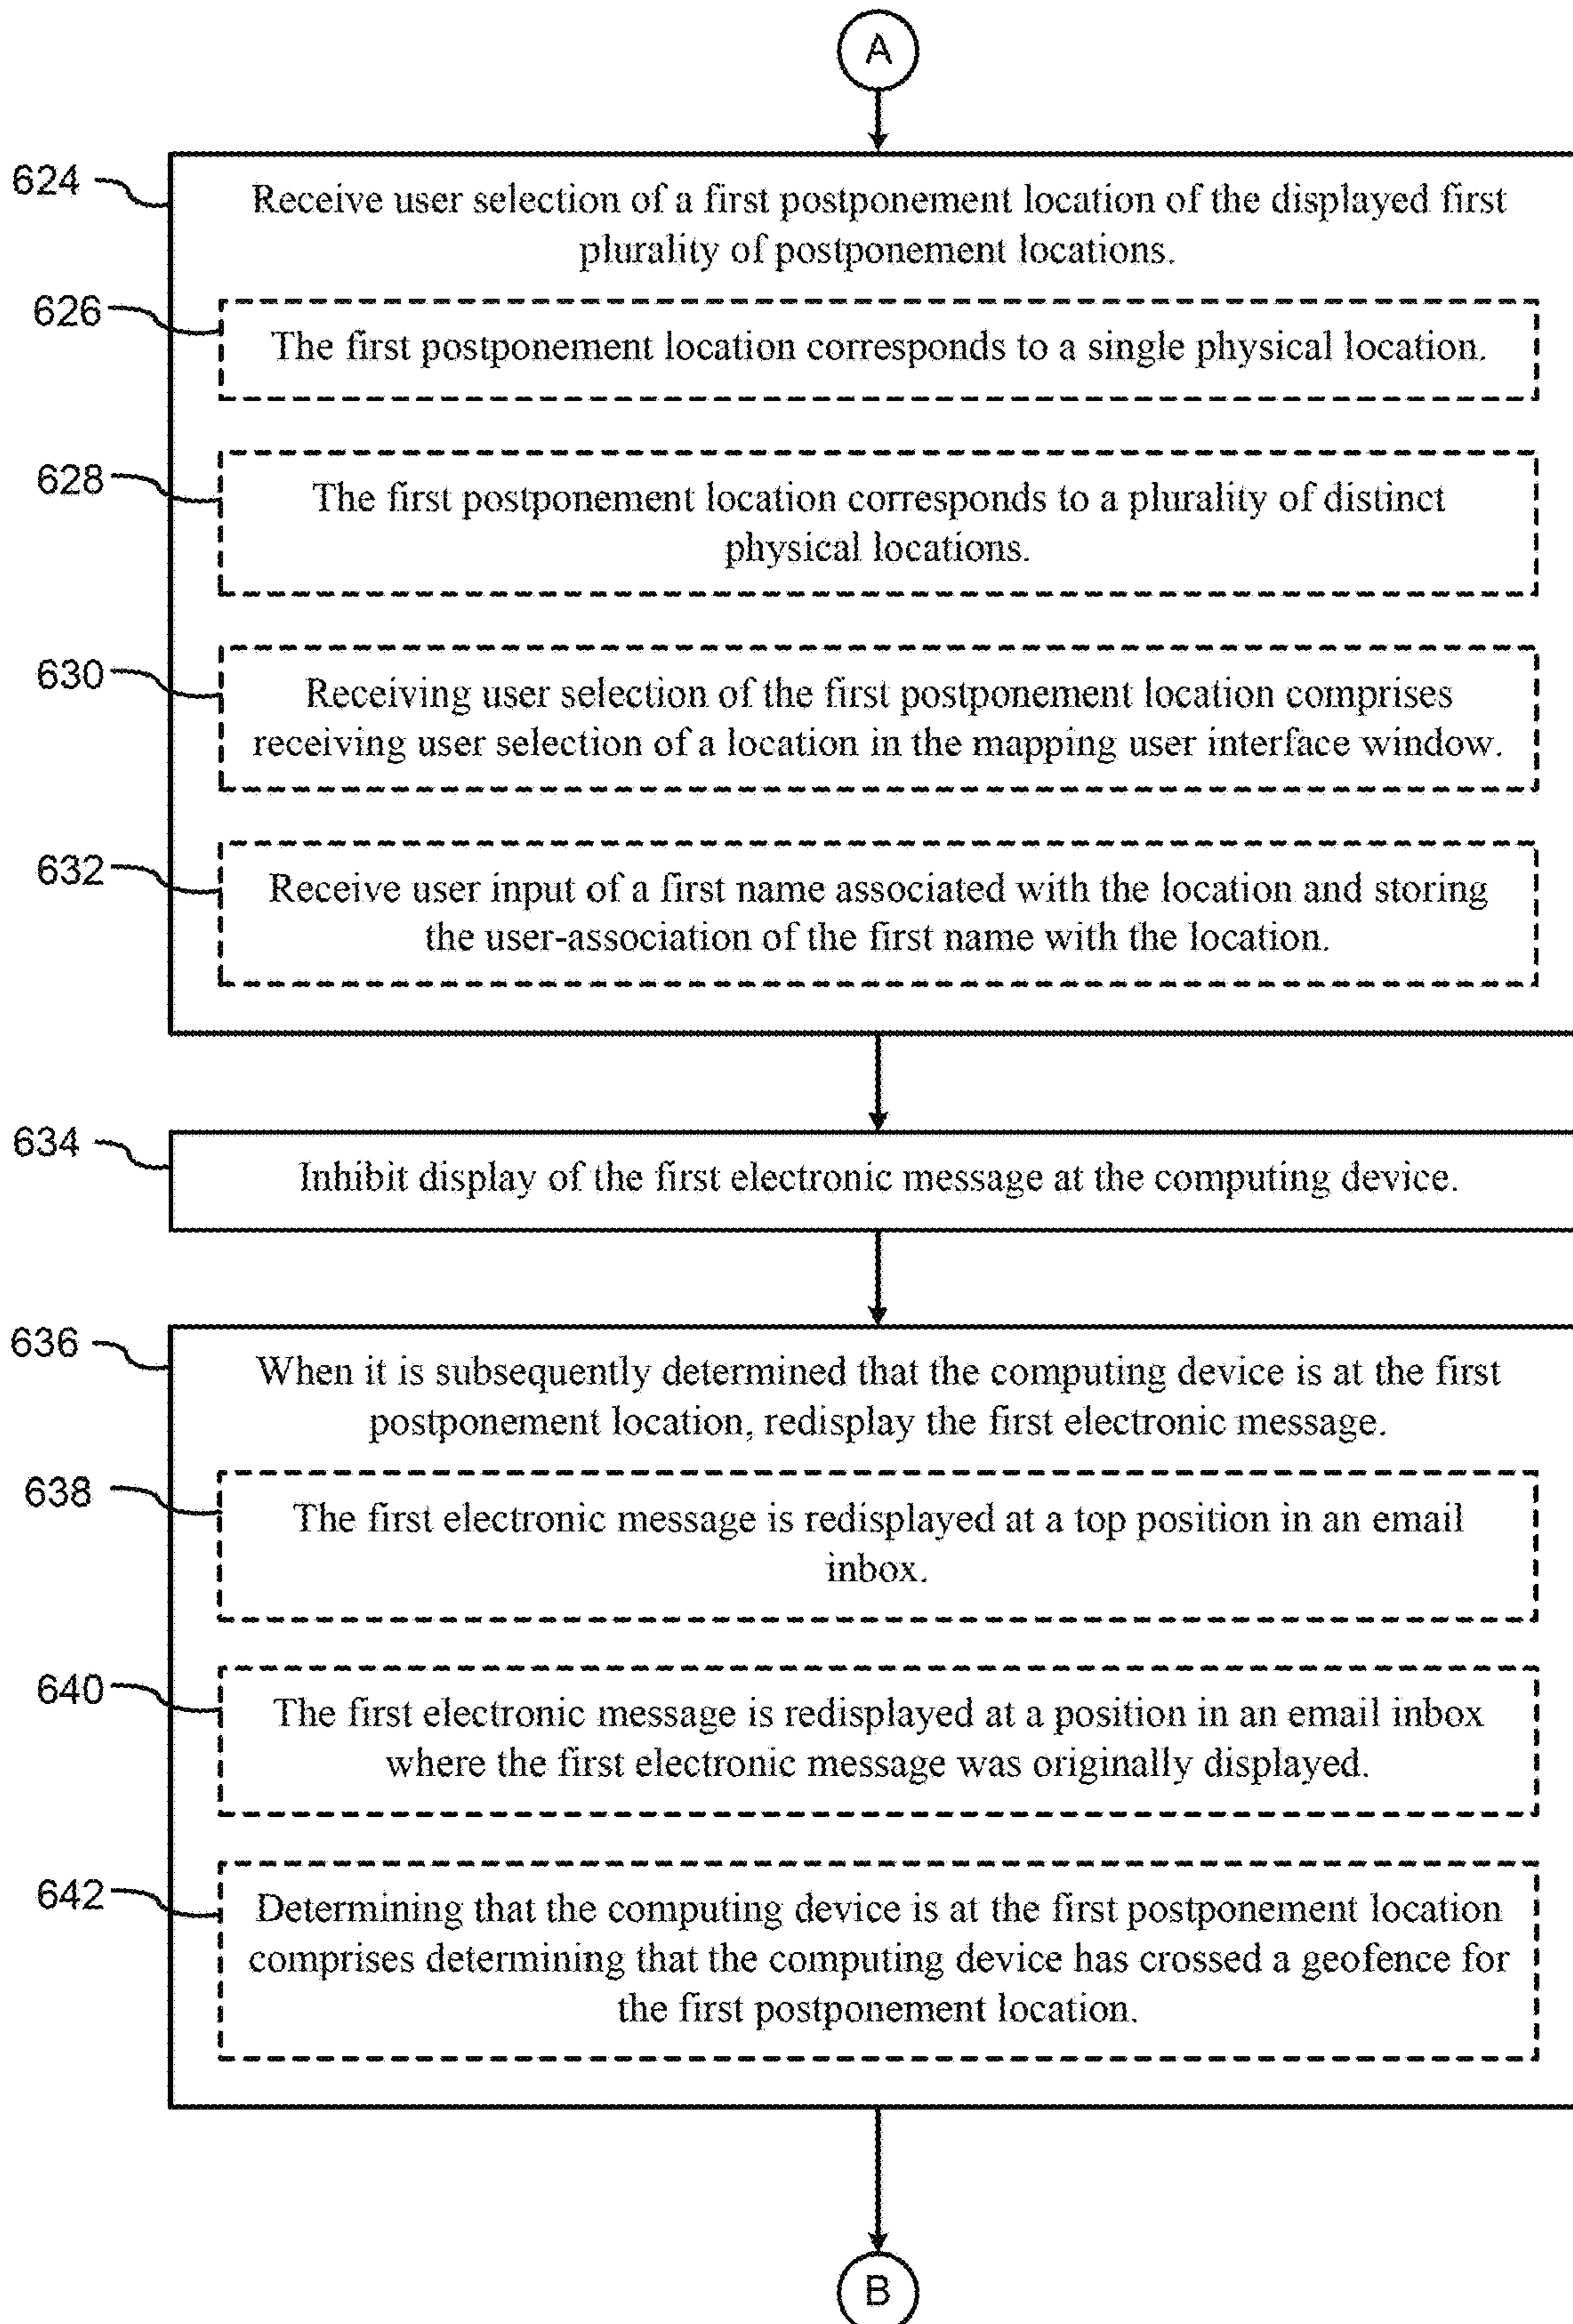 A
624
Receive user selection of a first postponement location of the displayed first
plurality of postponement locations.
626
The first postponement location corresponds to a single physical location.
628
The first postponement location corresponds to a plurality of distinct
physical locations.
630
Receiving user selection of the first postponement location comprises
receiving user selection of a location in the mapping user interface window.
632
Receive user input of a first name associated with the location and storing
the user-association of the first name with the location.
634
Inhibit display of the first electronic message at the computing device.
636
When it is subsequently determined that the computing device is at the first
postponement location, redisplay the first electronic message.
638
The first electronic message is redisplayed at a top position in an email
inbox.
640
The first electronic message is redisplayed at a position in an email inbox
where the first electronic message was originally displayed.
642
Determining that the computing device is at the first postponement location
comprises determining that the computing device has crossed a geofence for
the first postponement location.
B